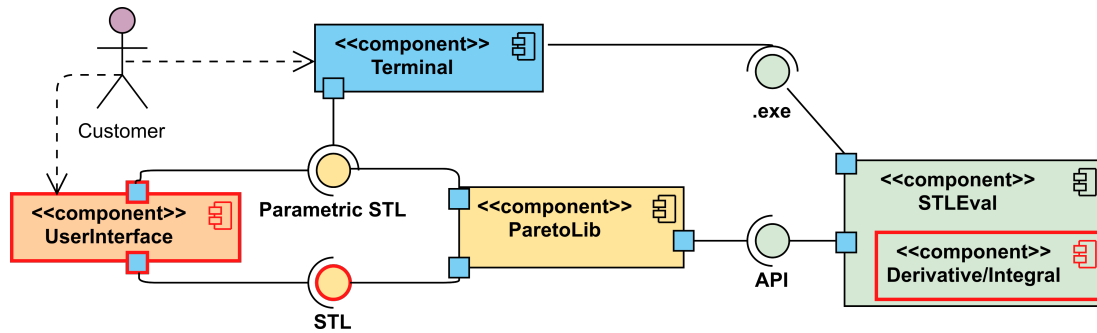 <<component>>
Terminal
.exe
Customer
<<component>>
STLEval
<<component>>
UserInterface
Parametric STL
<<component>>
ParetoLib
<<component>>
Derivative/Integral
API
STL